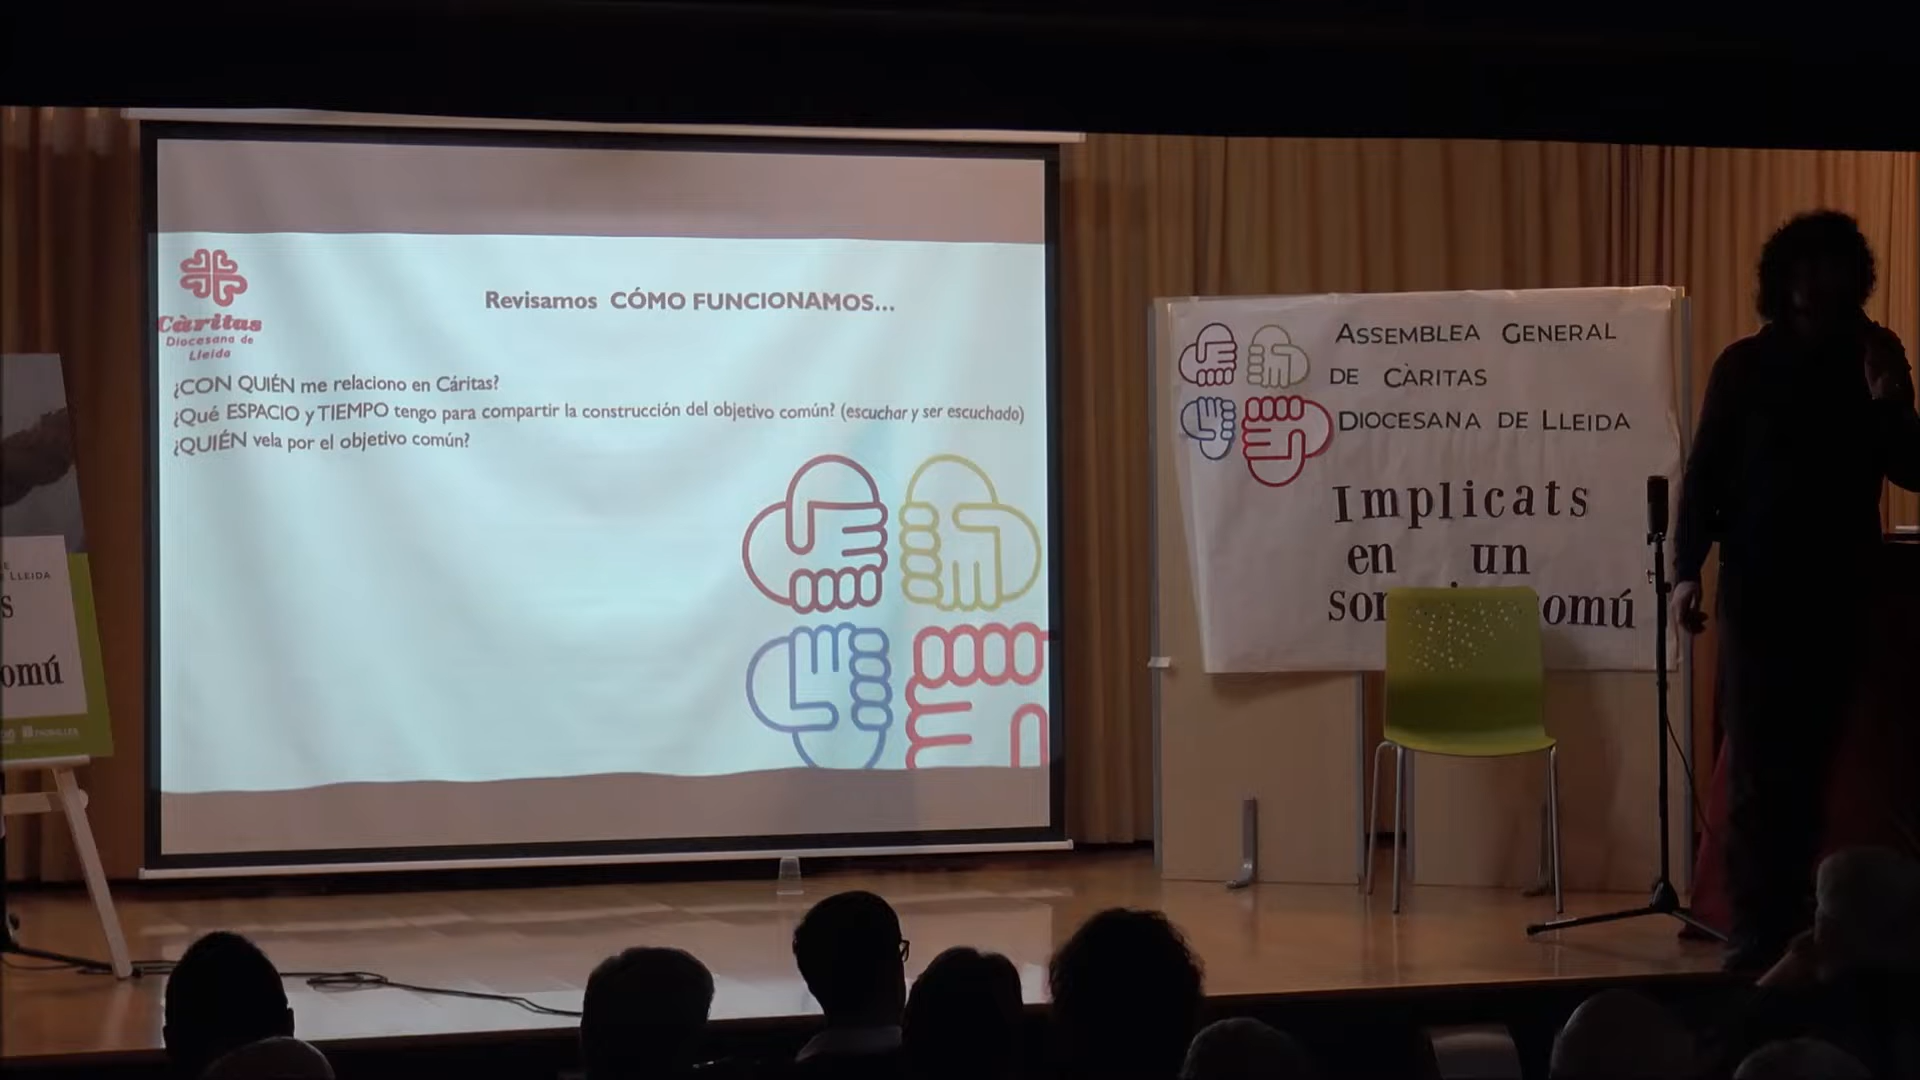 Càritas
Diocesana de
Lleida
Revisamos CÓMO FUNCIONAMOS...
¿CON QUIÉN me relaciono en Cáritas?
¿Qué ESPACIO y TIEMPO tengo para compartir la construcción del objetivo común? (escuchar y ser escuchado)
¿QUIÉN vela por el objetivo común?
ASSEMBLEA GENERAL
DE CÀRITAS
DIOCESANA DE LLEIDA
Implicats
en un
omú
LLEIDA
omú